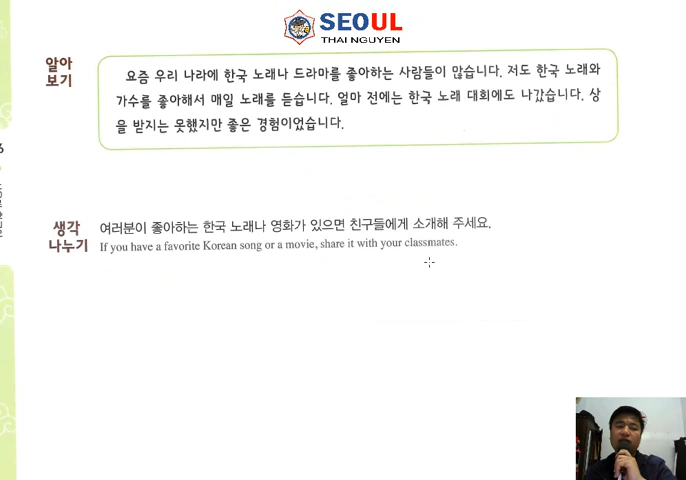 SEOUL
THAI NGUYEN
알아
보기
요즘 우리 나라에 한국 노래나 드라마를 좋아하는 사람들이 많습니다. 저도 한국 노래와
가수를 좋아해서 매일 노래를 듣습니다. 얼마 전에는 한국 노래 대회에도 나갔습니다. 상
을 받지는 못했지만 좋은 경험이었습니다.
생각
나누기
여러분이 좋아하는 한국 노래나 영화가 있으면 친구들에게 소개해 주세요.
If you have a favorite Korean song or a movie, share it with your classmates.